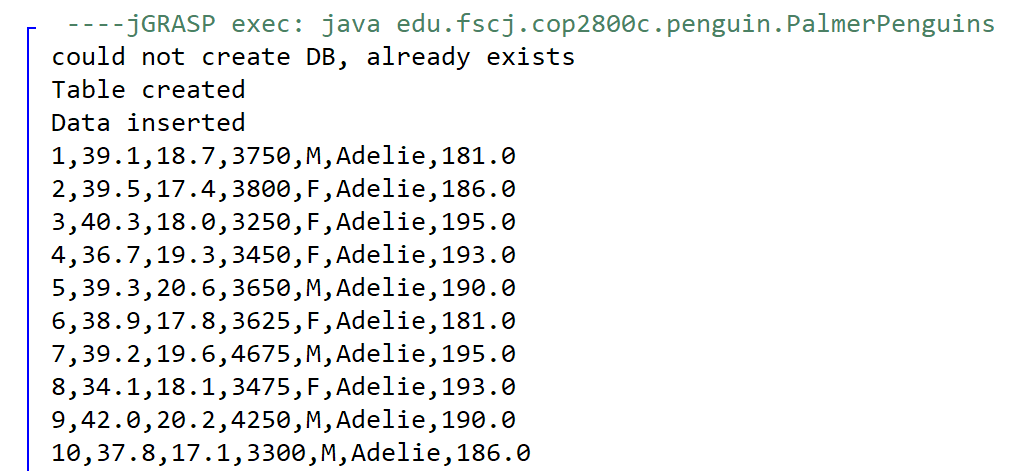 ----jGRASP exec: java edu.fscj.cop2800c.penguin.PalmerPenguins
could not create DB, already exists
Table created
Data inserted
1,39.1,18.7,3750,M,Adelie,181.0
2,39.5,17.4,3800,F,Adelie,186.0
3,40.3,18.0,3250,F,Adelie,195.0
4,36.7,19.3,3450,F,Adelie,193.0
5,39.3,20.6,3650,M,Adelie,190.0
6,38.9,17.8,3625,F,Adelie,181.0
7,39.2,19.6,4675,M,Adelie,195.0
8,34.1,18.1,3475,F,Adelie,193.0
9,42.0,20.2,4250,M,Adelie,190.0
10,37.8,17.1,3300,M,Adelie,186.0